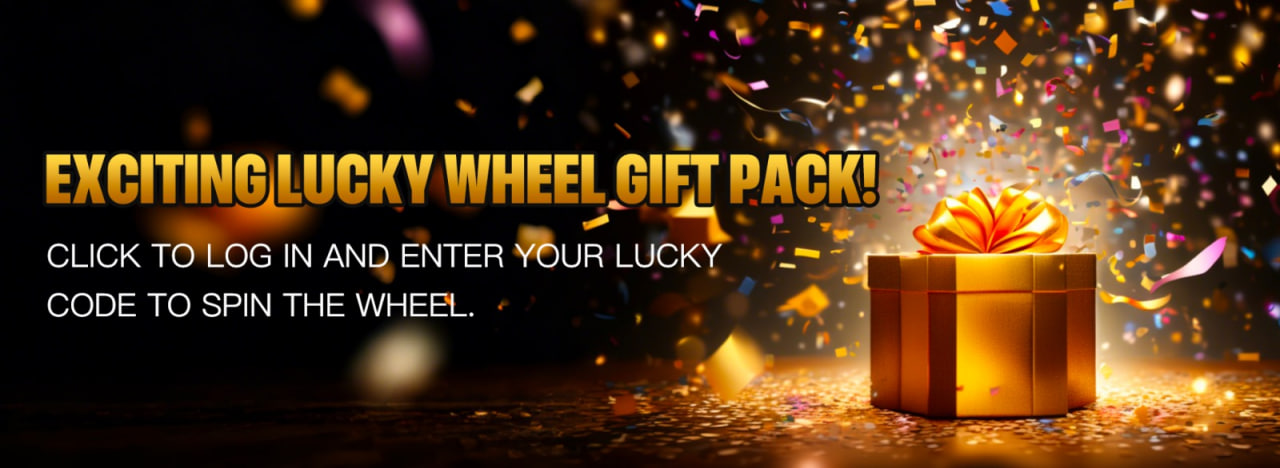 EXCITING LUCKY WHEEL GIFT PACK!
CLICK TO LOG IN AND ENTER YOUR LUCKY
CODE TO SPIN THE WHEEL.